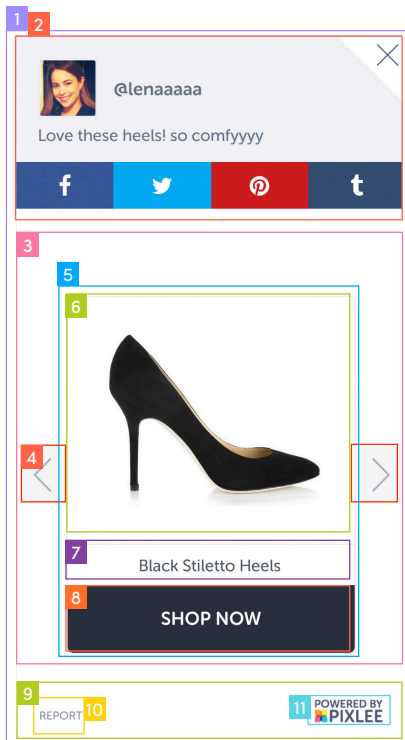 1
2
@lenaaaaa
Love these heels! so comfyyyy
f t
3
5
6
4
7
Black Stiletto Heels
8
SHOP NOW
9
REPORT 10
11 POWERED BY
PIXLEE